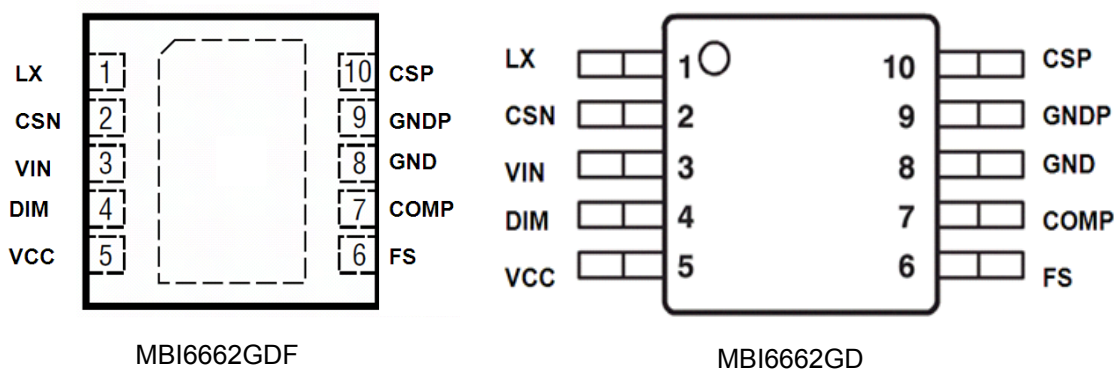 LX 1 10 CSP
CSN 2 9 GNDP
VIN 3 8 GND
DIM 4 7 COMP
VCC 5 6 FS
MBI6662GDF
LX 1 10 CSP
CSN 2 9 GNDP
VIN 3 8 GND
DIM 4 7 COMP
VCC 5 6 FS
MBI6662GD